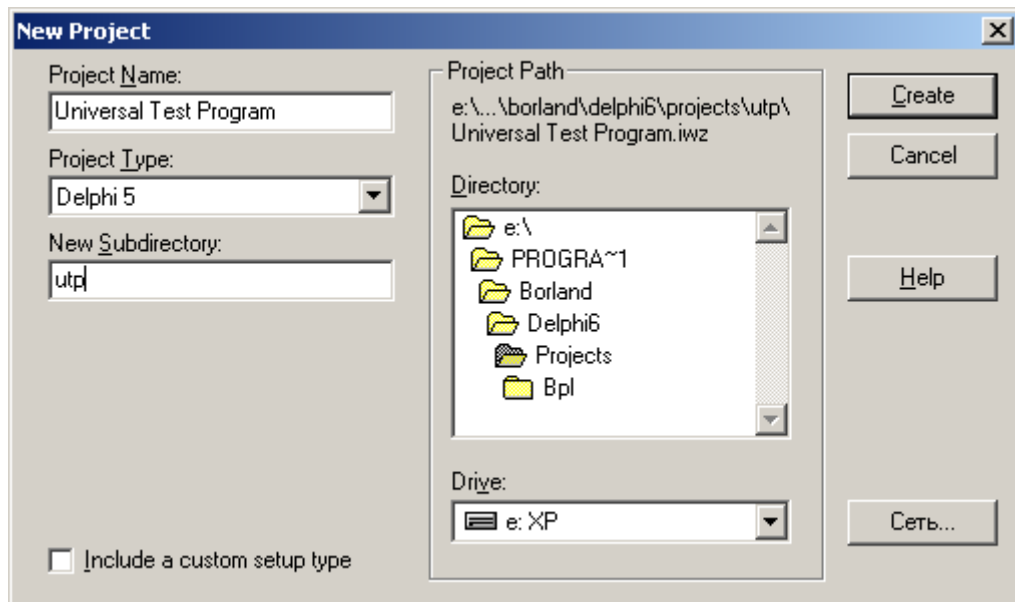 New Project
Project Name:
Universal Test Program
Project Type:
Delphi 5
New Subdirectory:
utp
Include a custom setup type
Project Path
e:\...\borland\delphi6\projects\utp\
Universal Test Program.iwz
Directory:
e:\
PROGRA~1
Borland
Delphi6
Projects
Bpl
Drive:
e: XP
Create
Cancel
Help
Сеть...